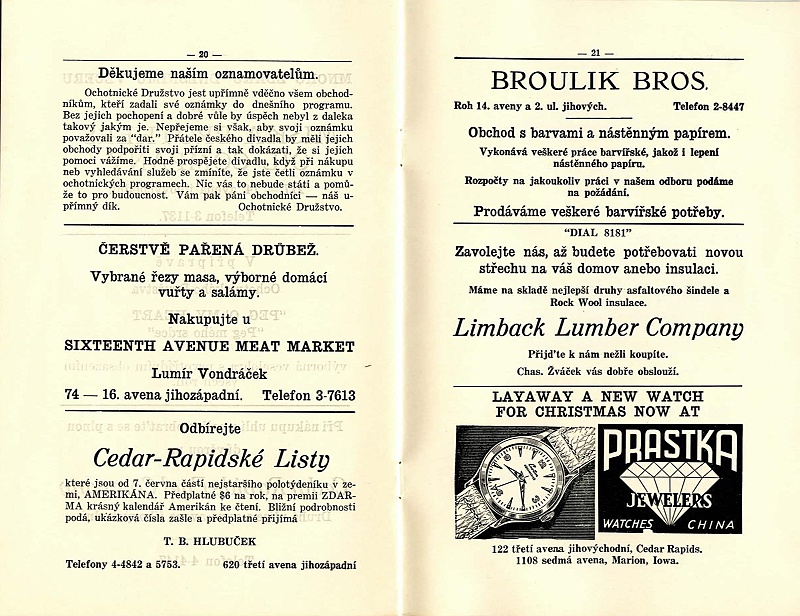 — 20 —
Děkujeme naším oznamovatelům.
Ochotnické Družstvo jest upřímně vděčno všem obchod-
níkům, kteří zadali své oznámky do dnešního programu.
Bez jejich pochopení a dobré vůle by úspěch nebyl z daleka
takový jakým je. Nepřejeme si však, aby svoji oznámku
považovali za "dar." Přátele českého divadla by měli jejich
obchody podpořiti svoji přízní a tak dokázati, že si jejich
pomoci vážíme. Hodně prospějete divadlu, když při nákupu
neb vyhledávání služeb se zmíníte, že jste četli oznámku v
ochotnických programech. Nic vás to nebude státi a pomů-
že to pro budoucnost. Vám pak páni obchodníci — náš u-
přímný dík. Ochotnické Družstvo.
ČERSTVĚ PAŘENÁ DRŮBEŽ.
Vybrané řezy masa, výborné domácí
vuřty a salámy.
Nakupujte u
SIXTEENTH AVENUE MEAT MARKET
Lumír Vondráček
74 — 16. avena jihozápadní. Telefon 3-7613
Odbírejte
Cedar-Rapidské Listy
které jsou od 7. června částí nejstaršího polotýdeníku v ze-
mi, AMERIKÁNA. Předplatné $6 na rok, na premii ZDAR-
MA krásný kalendář Amerikán ke čtení. Bližní podrobnosti
podá, ukázková čísla zašle a předplatné přijímá
T. B. HLUBUČEK
Telefony 4-4842 a 5753. 620 třetí avena jihozápadní
— 21 —
BROULIK BROS.
Roh 14. aveny a 2. ul. jihových. Telefon 2-8447
Obchod s barvami a nástěnným papírem.
Vykonává veškeré práce barvířské, jakož i lepení
nástěnného papíru.
Rozpočty na jakoukoliv práci v našem odboru podáme
na požádání.
Prodáváme veškeré barvířské potřeby.
"DIAL 8181"
Zavolejte nás, až budete potřebovati novou
střechu na váš domov anebo insulaci.
Máme na skladě nejlepší druhy asfaltového šindele a
Rock Wool insulace.
Limback Lumber Company
Přijďte k nám nežli koupíte.
Chas. Žváček vás dobře obslouží.
LAYAWAY A NEW WATCH
FOR CHRISTMAS NOW AT
PRASTKA
JEWELERS
WATCHES CHINA
122 třetí avena jihovýchodní, Cedar Rapids.
1108 sedmá avena, Marion, Iowa.